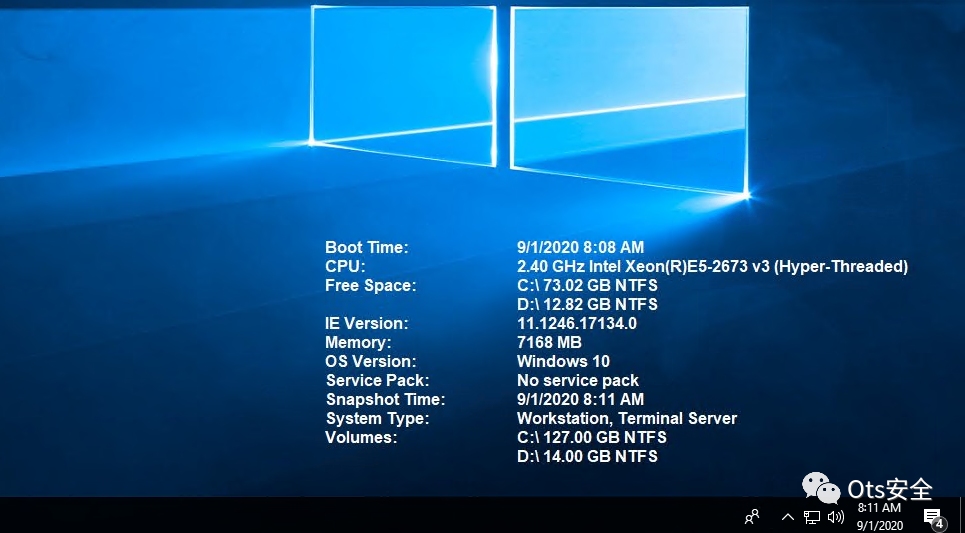 Boot Time: 9/1/2020 8:08 AM
CPU: 2.40 GHz Intel Xeon(R)E5-2673 v3 (Hyper-Threaded)
Free Space: C:\ 73.02 GB NTFS
D:\ 12.82 GB NTFS
IE Version: 11.1246.17134.0
Memory: 7168 MB
OS Version: Windows 10
Service Pack: No service pack
Snapshot Time: 9/1/2020 8:11 AM
System Type: Workstation, Terminal Server
Volumes: C:\ 127.00 GB NTFS
D:\ 14.00 GB NTFS
Ots安全
8:11 AM
9/1/2020
4